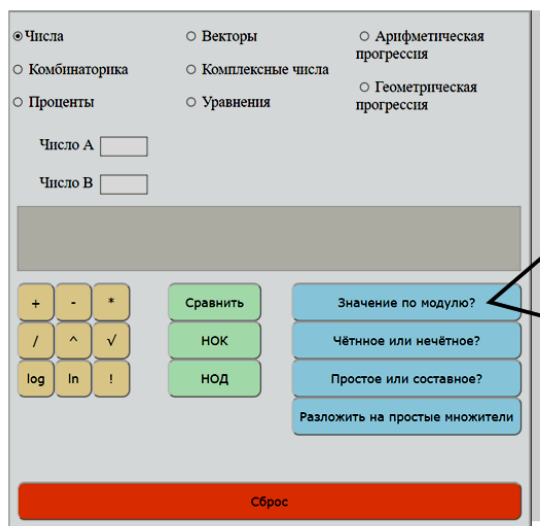 Числа
Векторы
Арифметическая
прогрессия
Комбинаторика
Комплексные числа
Геометрическая
прогрессия
Проценты
Уравнения
Число A
Число B
+ - *
Сравнить
Значение по модулю?
/ ^ √
НОК
Чётнное или нечётное?
log ln !
НОД
Простое или составное?
Разложить на простые множители
Сброс